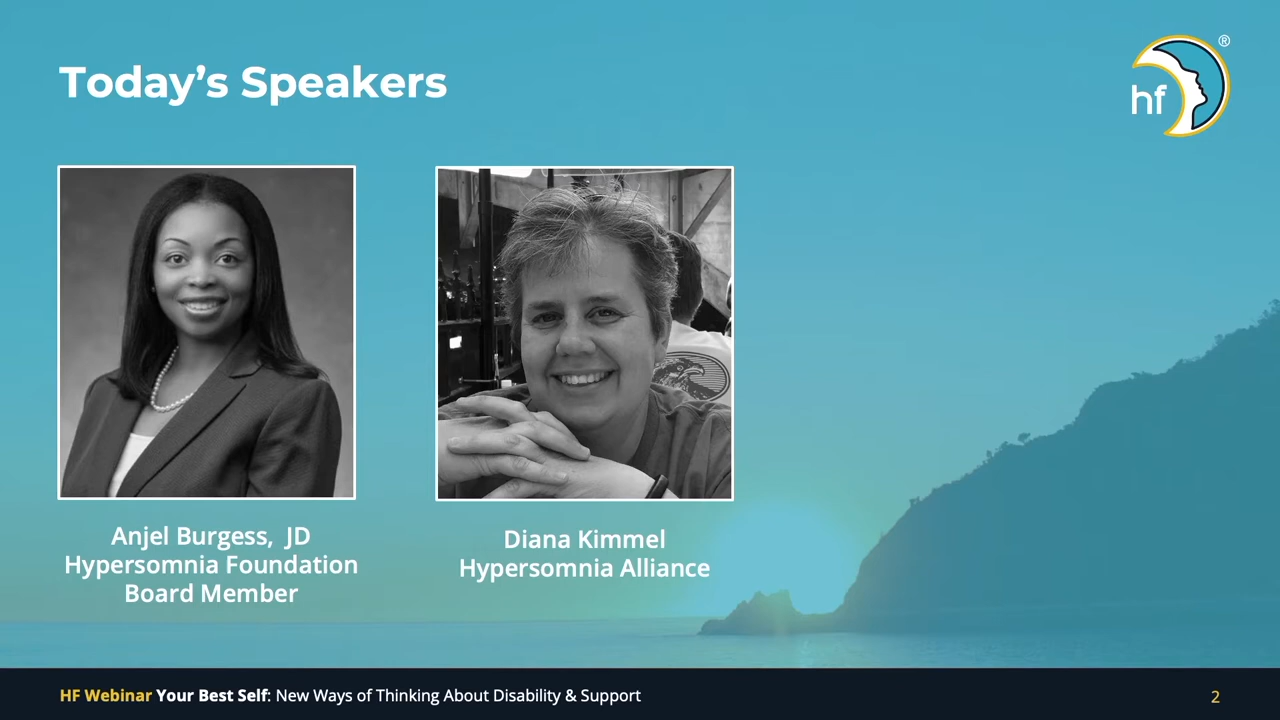 Today's Speakers
hf
®
Anjel Burgess, JD
Hypersomnia Foundation
Board Member
Diana Kimmel
Hypersomnia Alliance
HF Webinar Your Best Self: New Ways of Thinking About Disability & Support
2